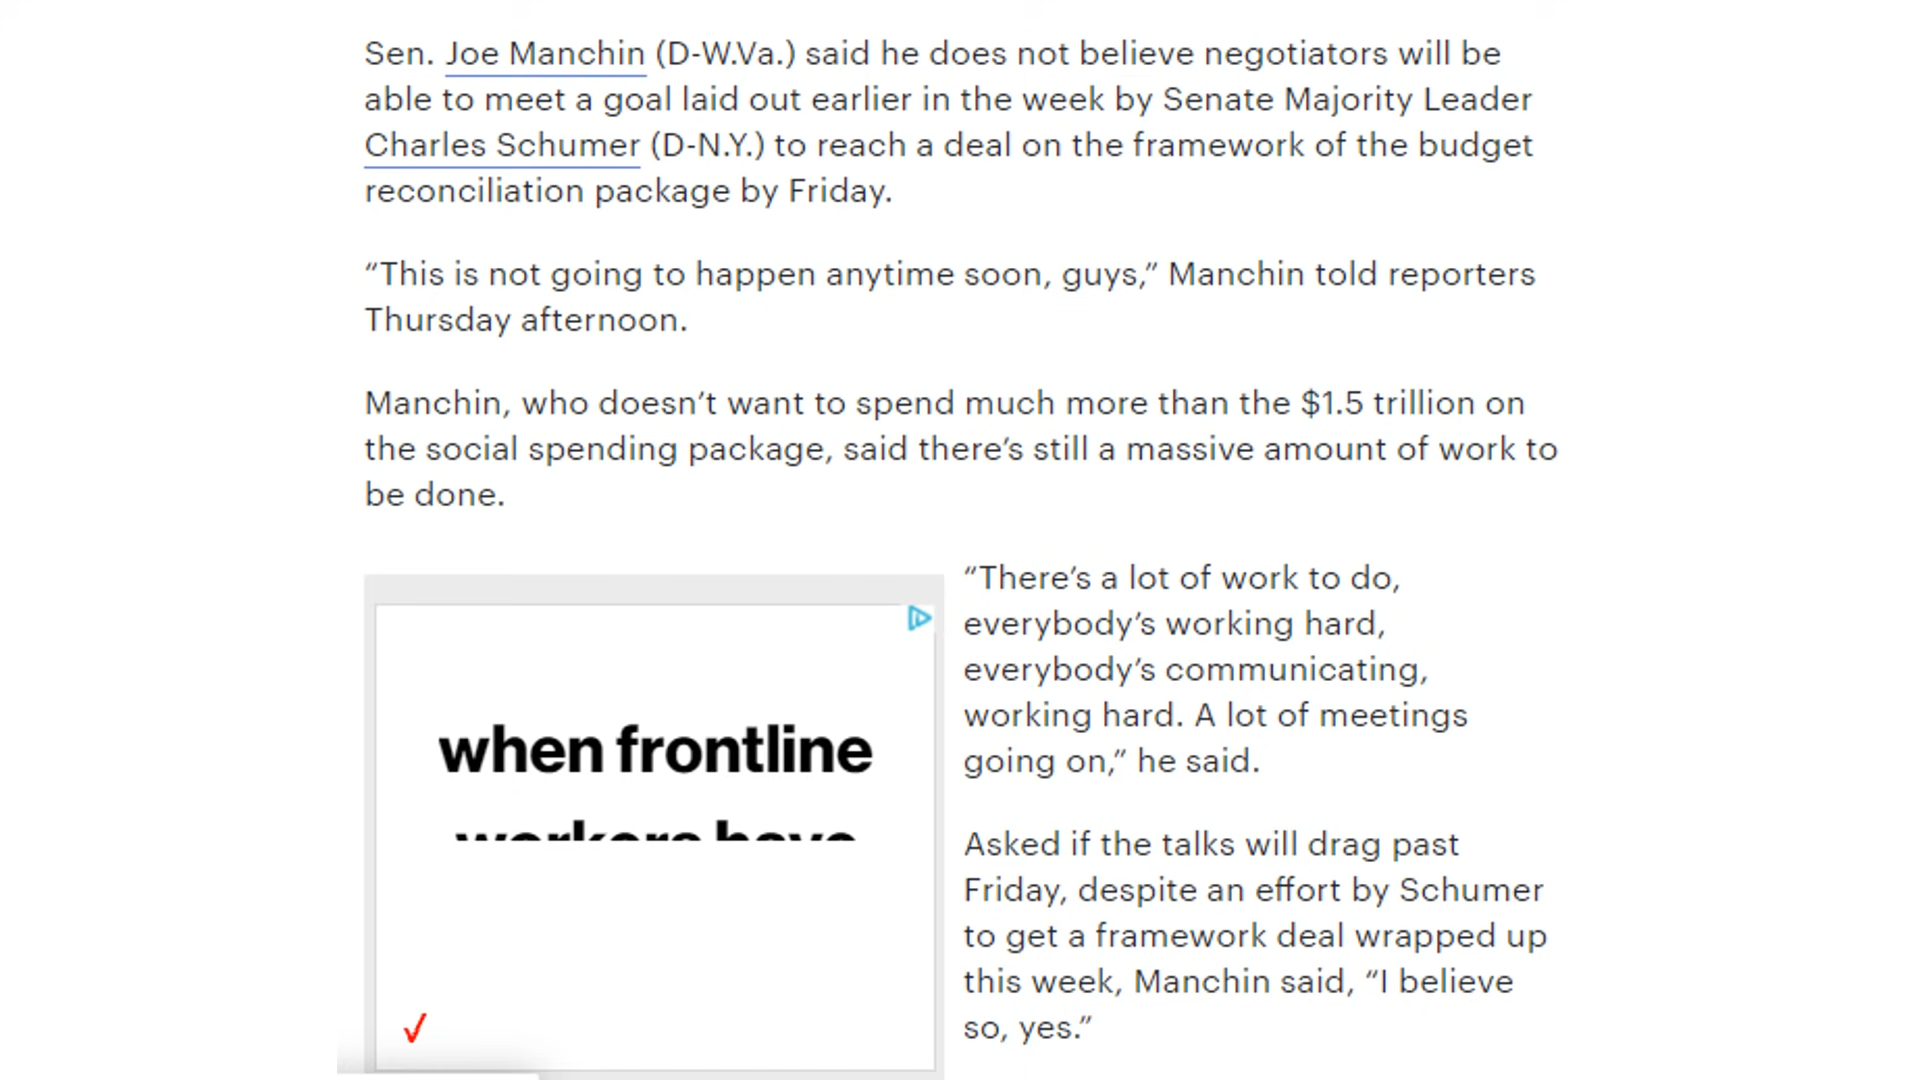 Sen. Joe Manchin (D-W.Va.) said he does not believe negotiators will be
able to meet a goal laid out earlier in the week by Senate Majority Leader
Charles Schumer (D-N.Y.) to reach a deal on the framework of the budget
reconciliation package by Friday.
“This is not going to happen anytime soon, guys,” Manchin told reporters
Thursday afternoon.
Manchin, who doesn’t want to spend much more than the $1.5 trillion on
the social spending package, said there’s still a massive amount of work to
be done.
“There’s a lot of work to do,
everybody’s working hard,
everybody’s communicating,
working hard. A lot of meetings
going on,” he said.
Asked if the talks will drag past
Friday, despite an effort by Schumer
to get a framework deal wrapped up
this week, Manchin said, “I believe
so, yes.”
when frontline
workers have